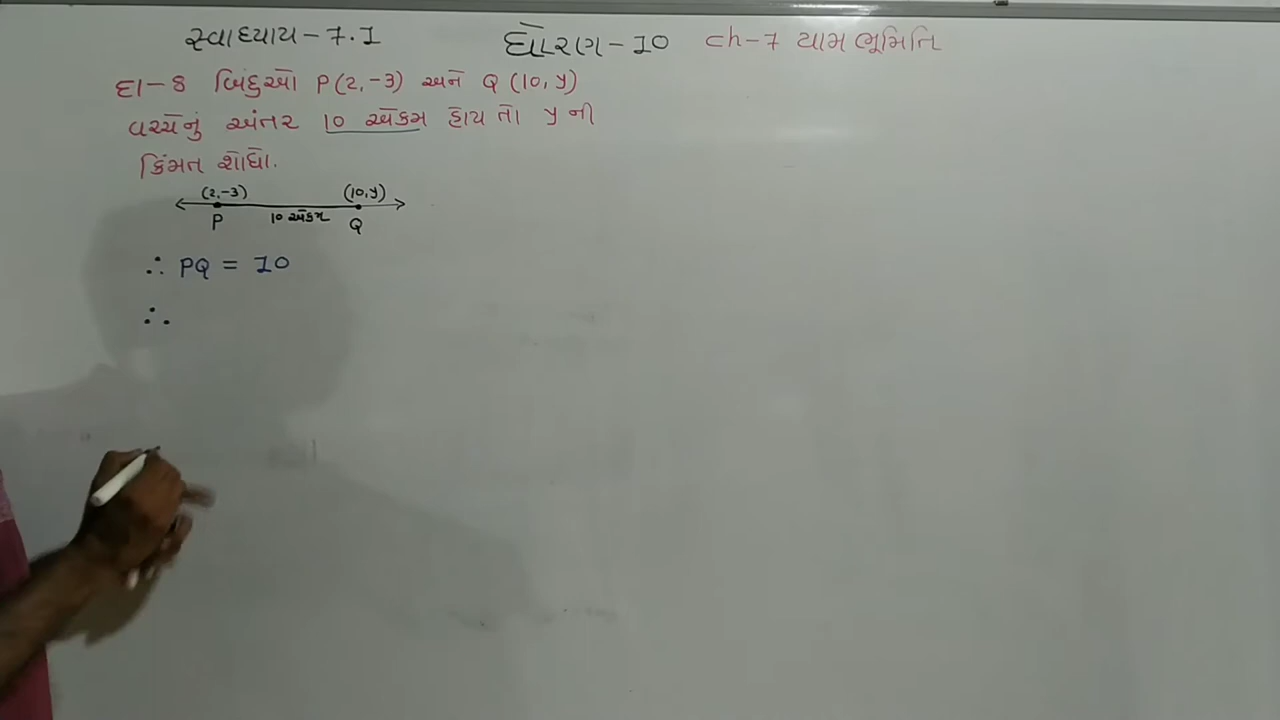 સ્વાધ્યાય - 7.1 ધોરણ - 10 ch-7 યામ ભૂમિતિ
દા-8 બિંદુઓ P(2,-3) અને Q (10, y)
વચ્ચેનું અંતર 10 એકમ હોય તો y ની
કિંમત શોધો.
(2,-3) (10,y)
P 10 એકમ Q
∴ PQ = 10
∴